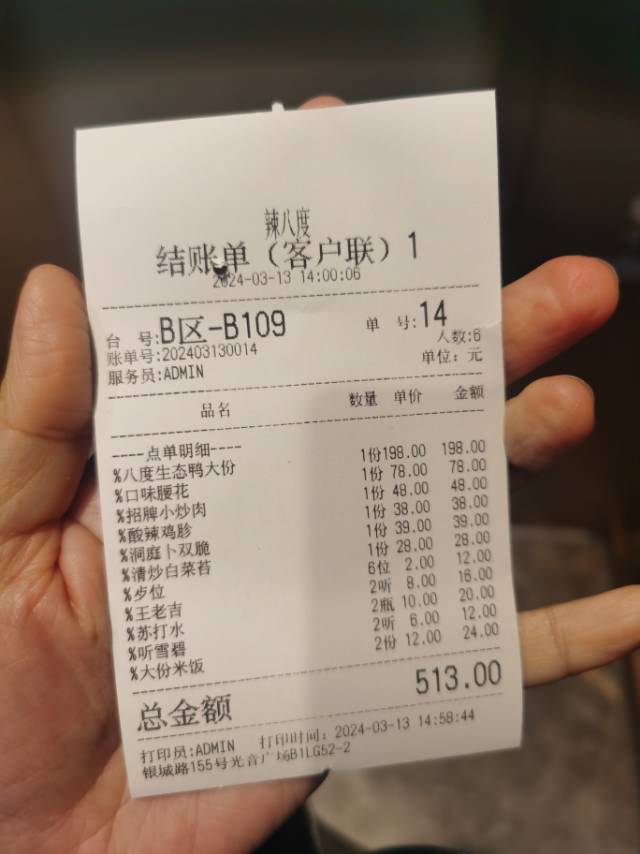 辣八度
结账单（客户联）1
2024-03-13 14:00:06
台 号:B区-B109 单 号:14
账单号:202403130014 人数:6
服务员:ADMIN 单位: 元
品名 数量 单价 金额
----点单明细----
%八度生态鸭大份 1份 198.00 198.00
%口味腰花 1份 78.00 78.00
%招牌小炒肉 1份 48.00 48.00
%酸辣鸡胗 1份 38.00 38.00
%洞庭卜双脆 1份 39.00 39.00
%清炒白菜苔 1份 28.00 28.00
%歺位 6位 2.00 12.00
%王老吉 2听 8.00 16.00
%苏打水 2瓶 10.00 20.00
%听雪碧 2听 6.00 12.00
%大份米饭 2份 12.00 24.00
总金额 513.00
打印员:ADMIN 打印时间: 2024-03-13 14:58:44
银城路155号光音广场B1LG52-2